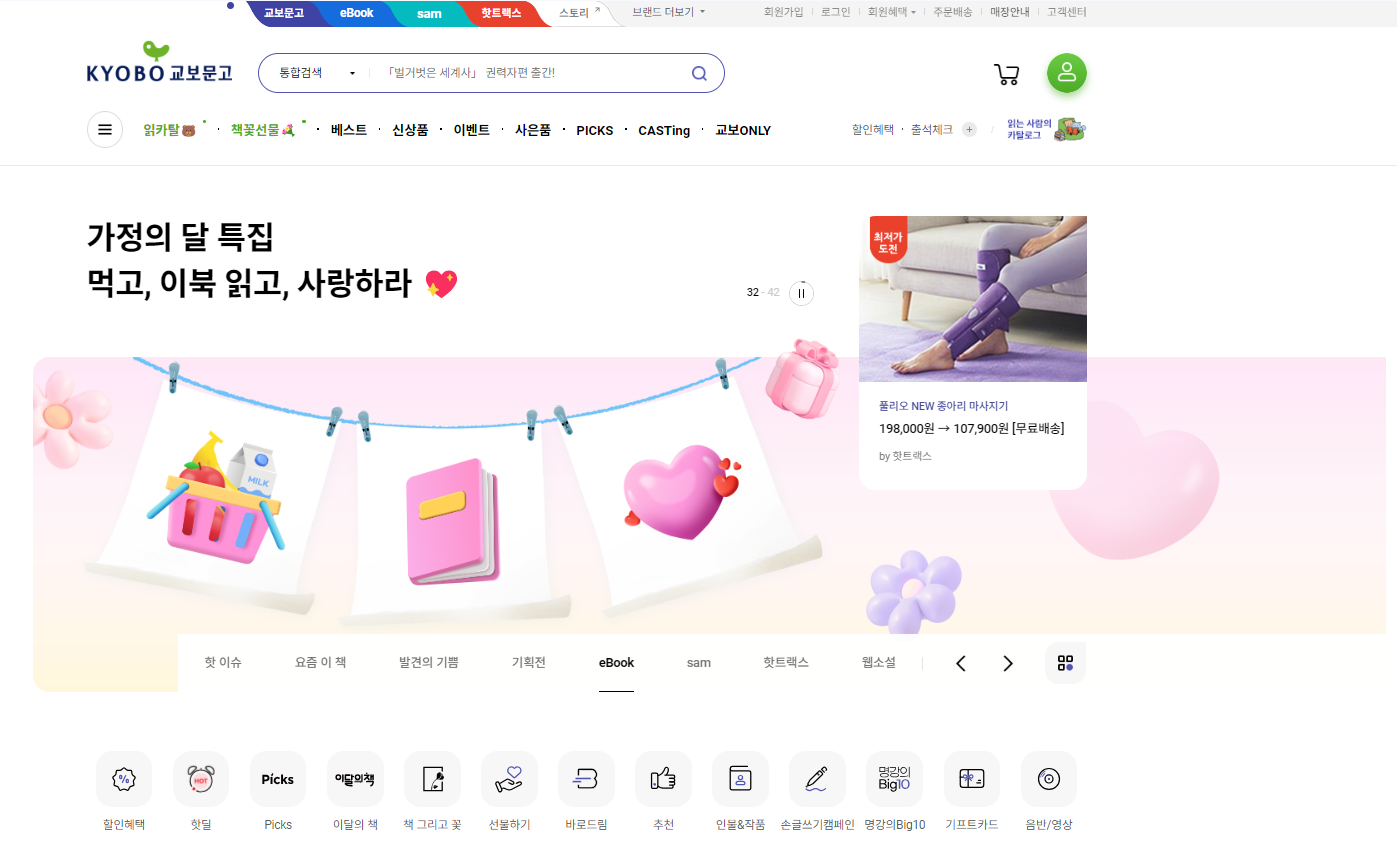 교보문고 eBook sam 핫트랙스 스토리 브랜드 더보기 회원가입 로그인 회원혜택 주문배송 매장안내 고객센터
KYOBO 교보문고
통합검색 「벌거벗은 세계사」 권력자편 출간!
읽카탈 · 책꽃선물 · 베스트 · 신상품 · 이벤트 · 사은품 · PICKS · CASTing · 교보ONLY
할인혜택 · 출석체크 + / 읽는 사람의
카탈로그
가정의 달 특집
먹고, 이북 읽고, 사랑하라
32 - 42
최저가
도전
풀리오 NEW 종아리 마사지기
198,000원 → 107,900원 [무료배송]
by 핫트랙스
MILK
핫 이슈 요즘 이 책 발견의 기쁨 기획전 eBook sam 핫트랙스 웹소설
% HOT Picks 이달의책 명강의
Big10
할인혜택 핫딜 Picks 이달의 책 책 그리고 꽃 선물하기 바로드림 추천 인물&작품 손글쓰기캠페인 명강의Big10 기프트카드 음반/영상